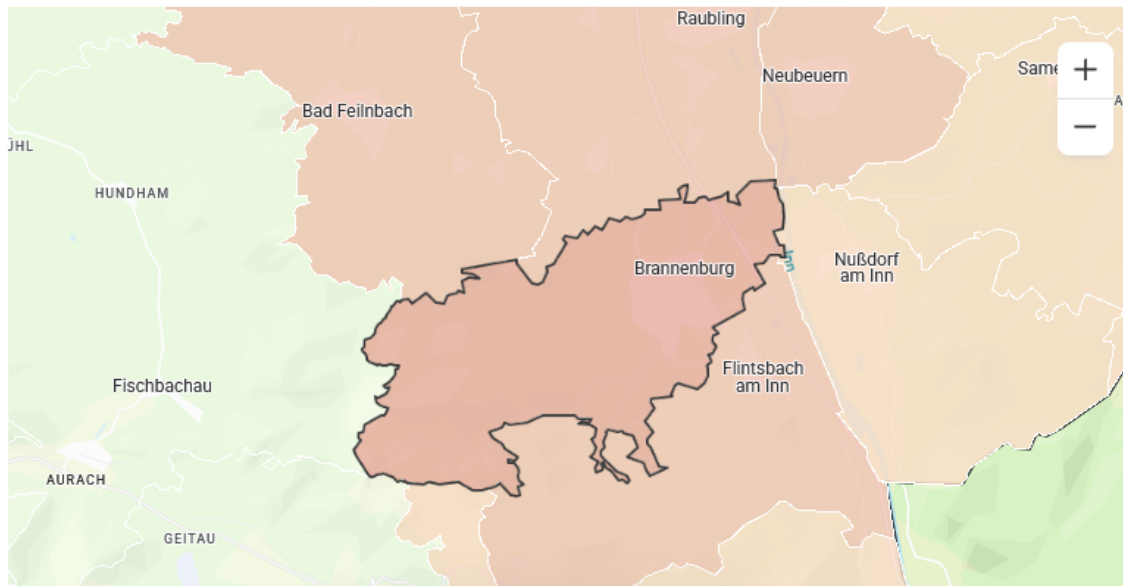 Raubling
Neubeuern
Same
+
A
Bad Feilnbach
−
ÜHL
HUNDHAM
Inn
Nußdorf
am Inn
Brannenburg
Flintsbach
am Inn
Fischbachau
AURACH
GEITAU